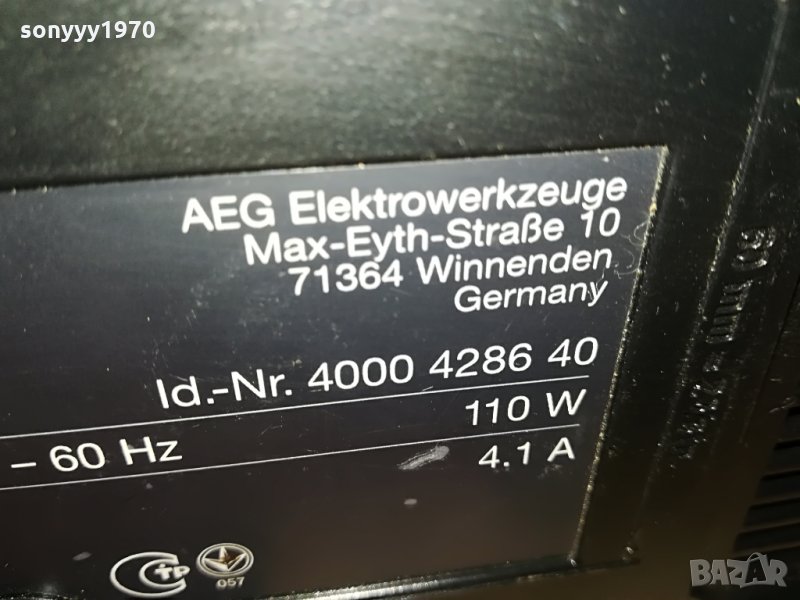 sonyyy1970
AEG Elektrowerkzeuge
Max-Eyth-Straße 10
71364 Winnenden
Germany
Id.-Nr. 4000 4286 40
110 W
– 60 Hz
4.1 A
057
BAZAR